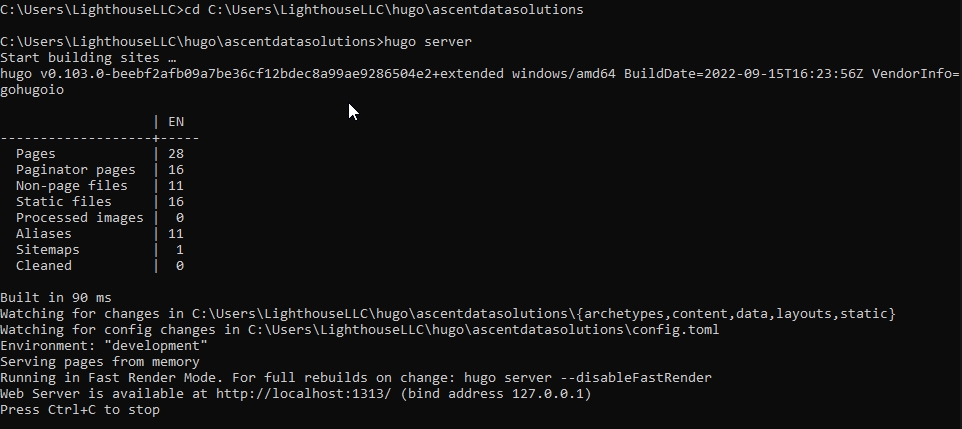 C:\Users\LighthouseLLC>cd C:\Users\LighthouseLLC\hugo\ascentdatasolutions
C:\Users\LighthouseLLC\hugo\ascentdatasolutions>hugo server
Start building sites …
hugo v0.103.0-beebf2afb09a7be36cf12bdec8a99ae9286504e2+extended windows/amd64 BuildDate=2022-09-15T16:23:56Z VendorInfo=
gohugoio
                   | EN
-------------------+-----
  Pages            | 28
  Paginator pages  | 16
  Non-page files   | 11
  Static files     | 16
  Processed images |  0
  Aliases          | 11
  Sitemaps         |  1
  Cleaned          |  0
Built in 90 ms
Watching for changes in C:\Users\LighthouseLLC\hugo\ascentdatasolutions\{archetypes,content,data,layouts,static}
Watching for config changes in C:\Users\LighthouseLLC\hugo\ascentdatasolutions\config.toml
Environment: "development"
Serving pages from memory
Running in Fast Render Mode. For full rebuilds on change: hugo server --disableFastRender
Web Server is available at http://localhost:1313/ (bind address 127.0.0.1)
Press Ctrl+C to stop